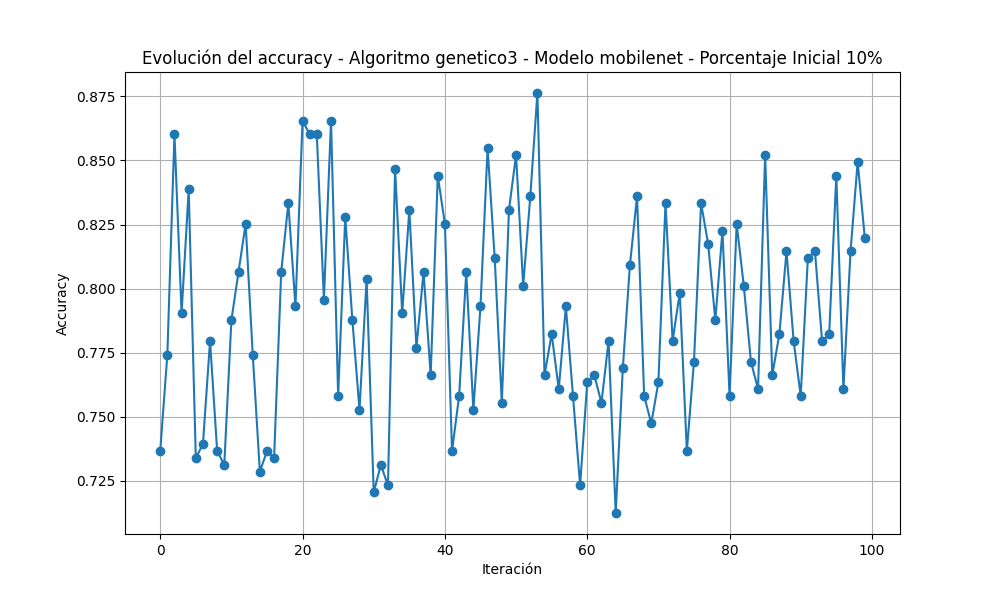 Evolución del accuracy - Algoritmo genetico3 - Modelo mobilenet - Porcentaje Inicial 10%
0.875
0.850
0.825
0.800
0.775
0.750
0.725
Accuracy
0 20 40 60 80 100
Iteración